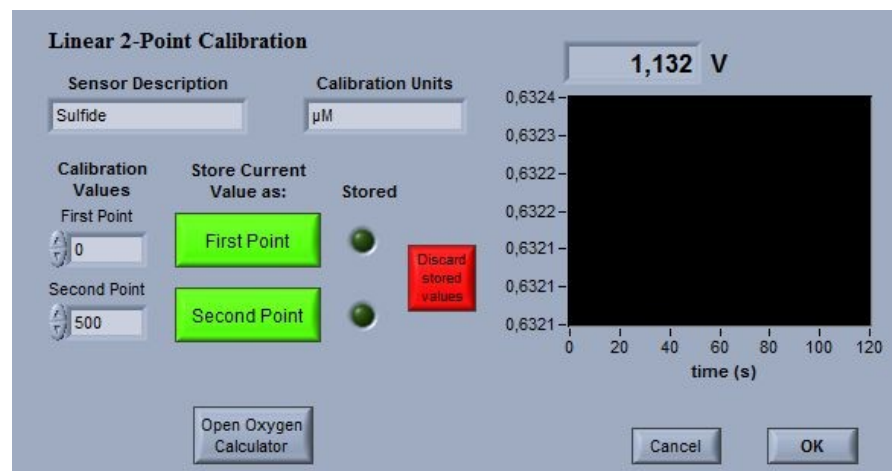 Linear 2-Point Calibration
Sensor Description
Calibration Units
Sulfide
µM
Calibration
Values
Store Current
Value as:
Stored
First Point
0
First Point
Second Point
500
Second Point
Discard
stored
values
Open Oxygen
Calculator
1,132 V
0,6324
0,6323
0,6322
0,6322
0,6321
0,6321
0,6321
0 20 40 60 80 100 120
time (s)
Cancel
OK